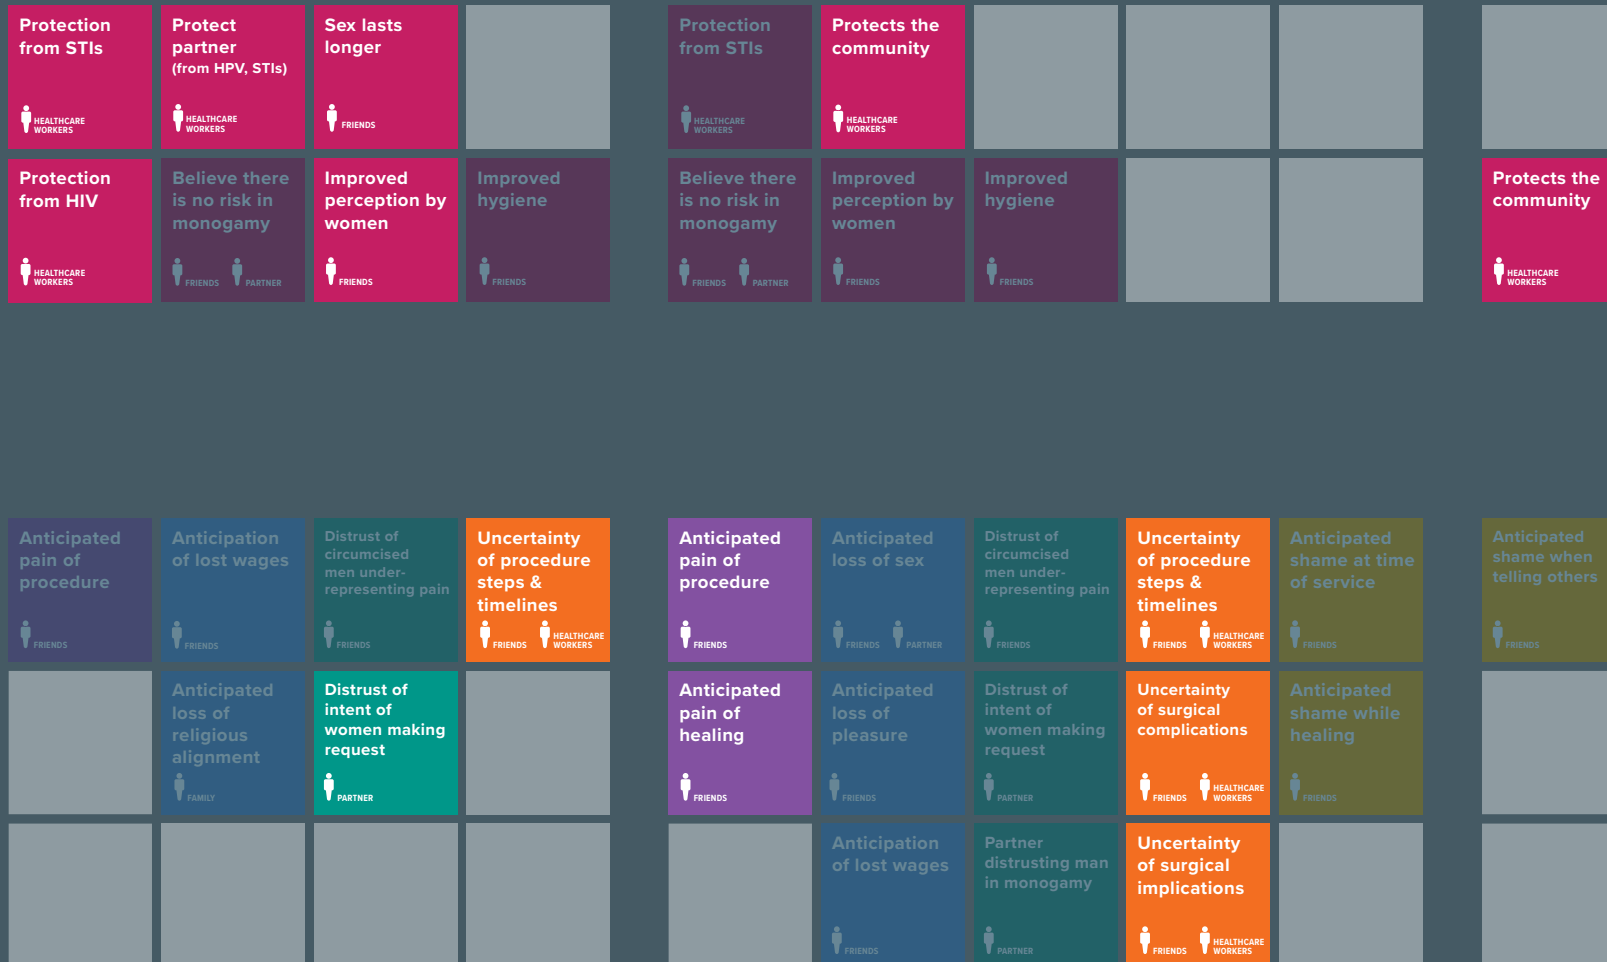 Protection
from STIs
HEALTHCARE
WORKERS
Protect
partner
(from HPV, STIs)
HEALTHCARE
WORKERS
Sex lasts
longer
FRIENDS
Protection
from STIs
HEALTHCARE
WORKERS
Protects the
community
HEALTHCARE
WORKERS
Protection
from HIV
HEALTHCARE
WORKERS
Believe there
is no risk in
monogamy
FRIENDS PARTNER
Improved
perception by
women
FRIENDS
Improved
hygiene
FRIENDS
Believe there
is no risk in
monogamy
FRIENDS PARTNER
Improved
perception by
women
FRIENDS
Improved
hygiene
FRIENDS
Protects the
community
HEALTHCARE
WORKERS
Anticipated
pain of
procedure
FRIENDS
Anticipation
of lost wages
FRIENDS
Distrust of
circumcised
men under-
representing pain
FRIENDS
Uncertainty
of procedure
steps &
timelines
FRIENDS HEALTHCARE
WORKERS
Anticipated
pain of
procedure
FRIENDS
Anticipated
loss of sex
FRIENDS PARTNER
Distrust of
circumcised
men under-
representing pain
FRIENDS
Uncertainty
of procedure
steps &
timelines
FRIENDS HEALTHCARE
WORKERS
Anticipated
shame at time
of service
FRIENDS
Anticipated
shame when
telling others
FRIENDS
Anticipated
loss of
religious
alignment
FAMILY
Distrust of
intent of
women making
request
PARTNER
Anticipated
pain of
healing
FRIENDS
Anticipated
loss of
pleasure
FRIENDS
Distrust of
intent of
women making
request
PARTNER
Uncertainty
of surgical
complications
FRIENDS HEALTHCARE
WORKERS
Anticipated
shame while
healing
FRIENDS
Anticipation
of lost wages
FRIENDS
Partner
distrusting man
in monogamy
PARTNER
Uncertainty
of surgical
implications
FRIENDS HEALTHCARE
WORKERS